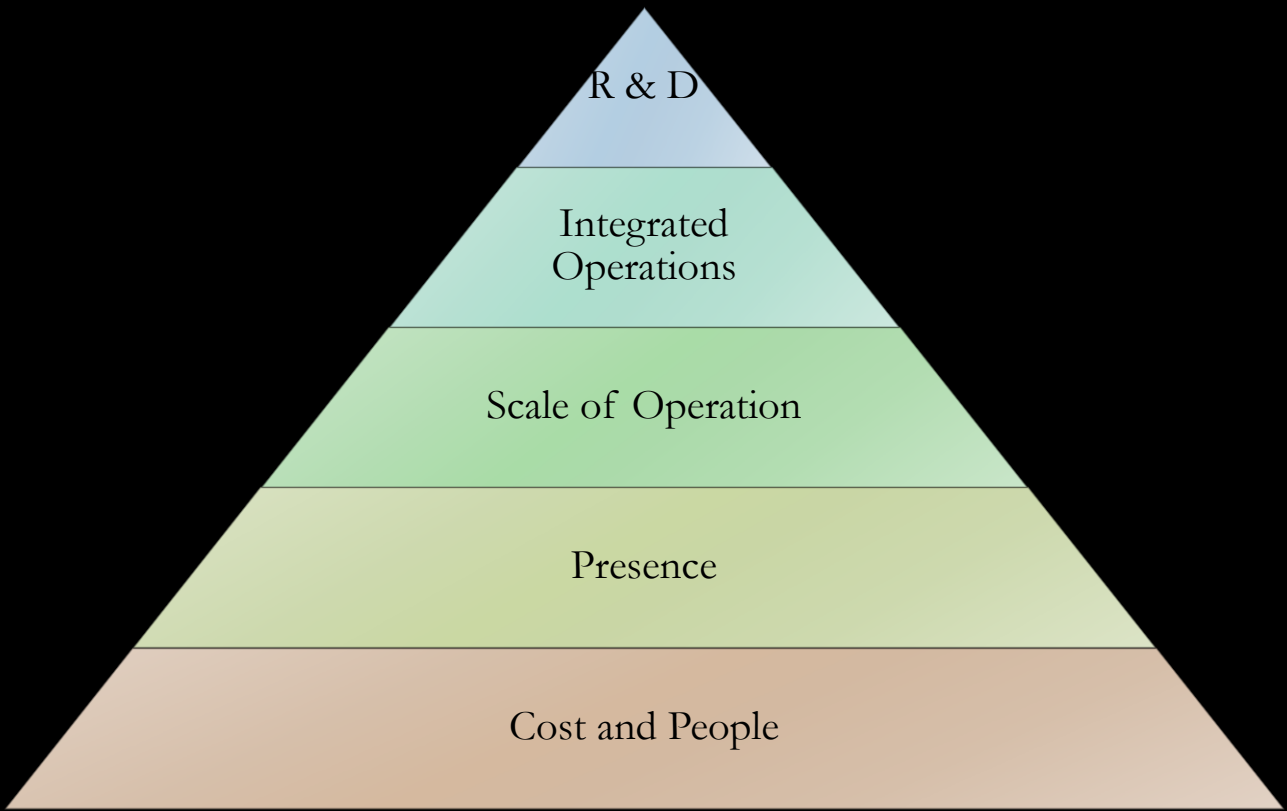 R & D
Integrated
Operations
Scale of Operation
Presence
Cost and People